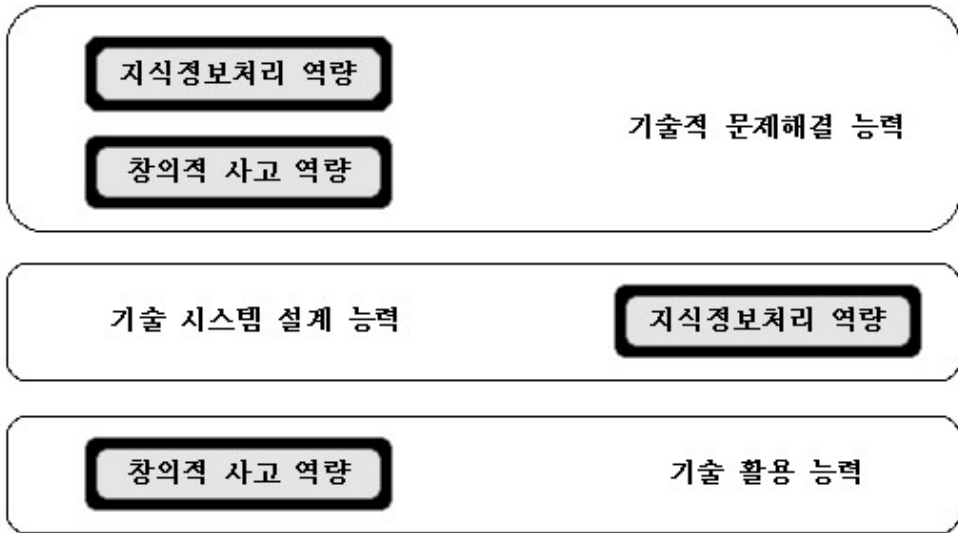 지식정보처리 역량
창의적 사고 역량
기술적 문제해결 능력
기술 시스템 설계 능력
지식정보처리 역량
창의적 사고 역량
기술 활용 능력